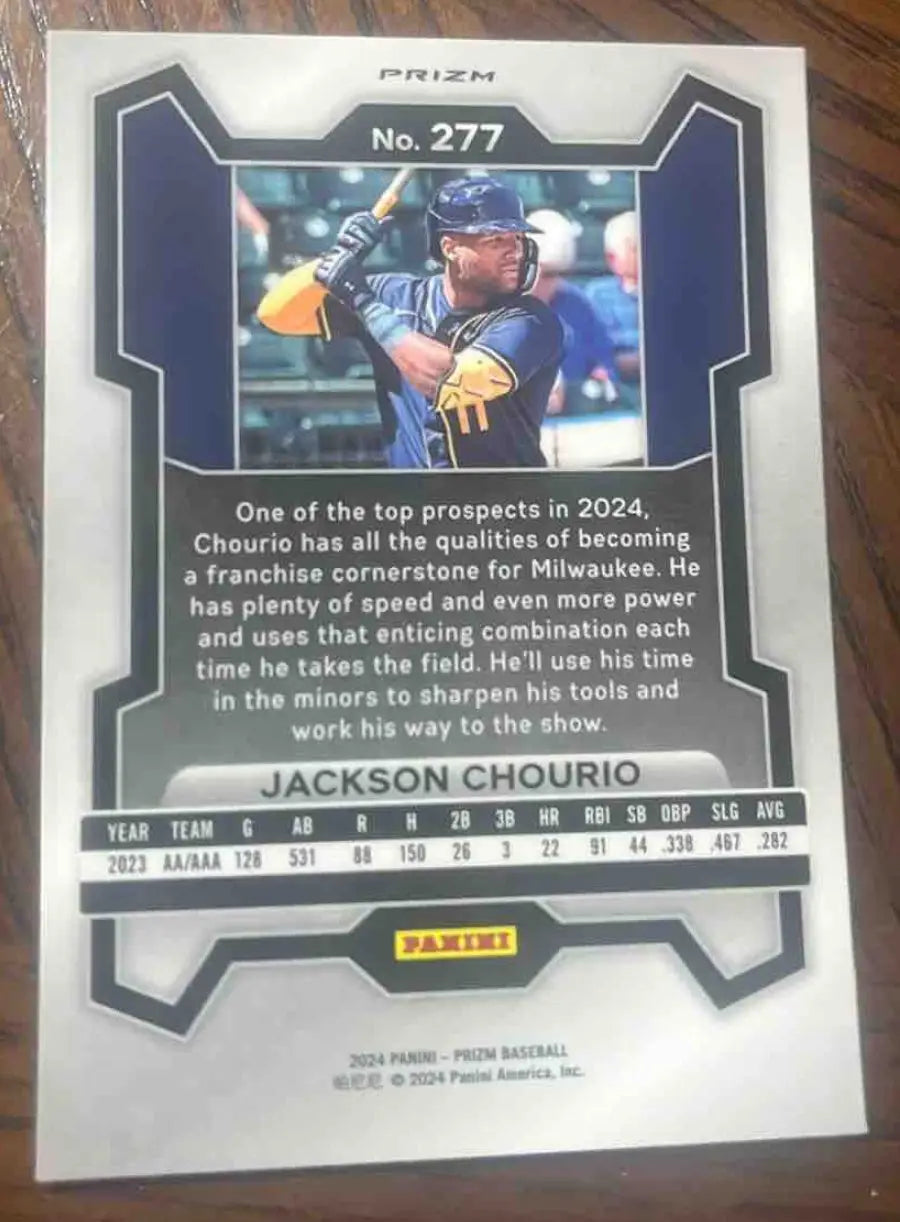 PRIZM
No. 277
One of the top prospects in 2024,
Chourio has all the qualities of becoming
a franchise cornerstone for Milwaukee. He
has plenty of speed and even more power
and uses that enticing combination each
time he takes the field. He'll use his time
in the minors to sharpen his tools and
work his way to the show.
JACKSON CHOURIO
YEAR TEAM G AB R H 2B 3B HR RBI SB OBP SLG AVG
2023 AA/AAA 128 531 88 150 26 3 22 91 44 .338 .467 .282
PANINI
2024 PANINI – PRIZM BASEBALL
帕尼尼 © 2024 Panini America, Inc.